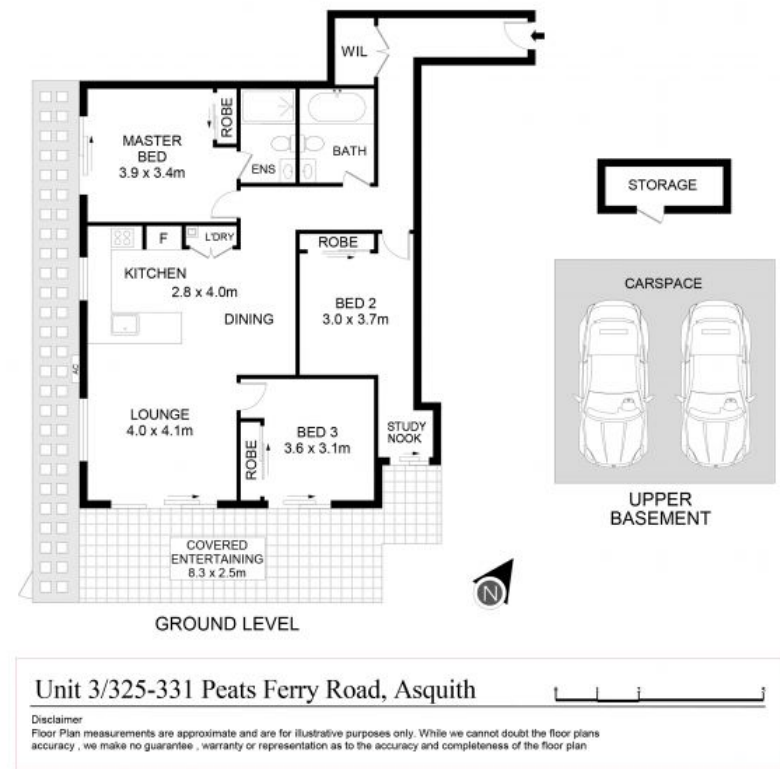 WIL
MASTER
BED
3.9 x 3.4m
ROBE
ENS
BATH
STORAGE
F
L'DRY
ROBE
KITCHEN
2.8 x 4.0m
DINING
BED 2
3.0 x 3.7m
CARSPACE
AC
LOUNGE
4.0 x 4.1m
ROBE
BED 3
3.6 x 3.1m
STUDY
NOOK
UPPER
BASEMENT
COVERED
ENTERTAINING
8.3 x 2.5m
N
GROUND LEVEL
Unit 3/325-331 Peats Ferry Road, Asquith
Disclaimer
Floor Plan measurements are approximate and are for illustrative purposes only. While we cannot doubt the floor plans
accuracy , we make no guarantee , warranty or representation as to the accuracy and completeness of the floor plan